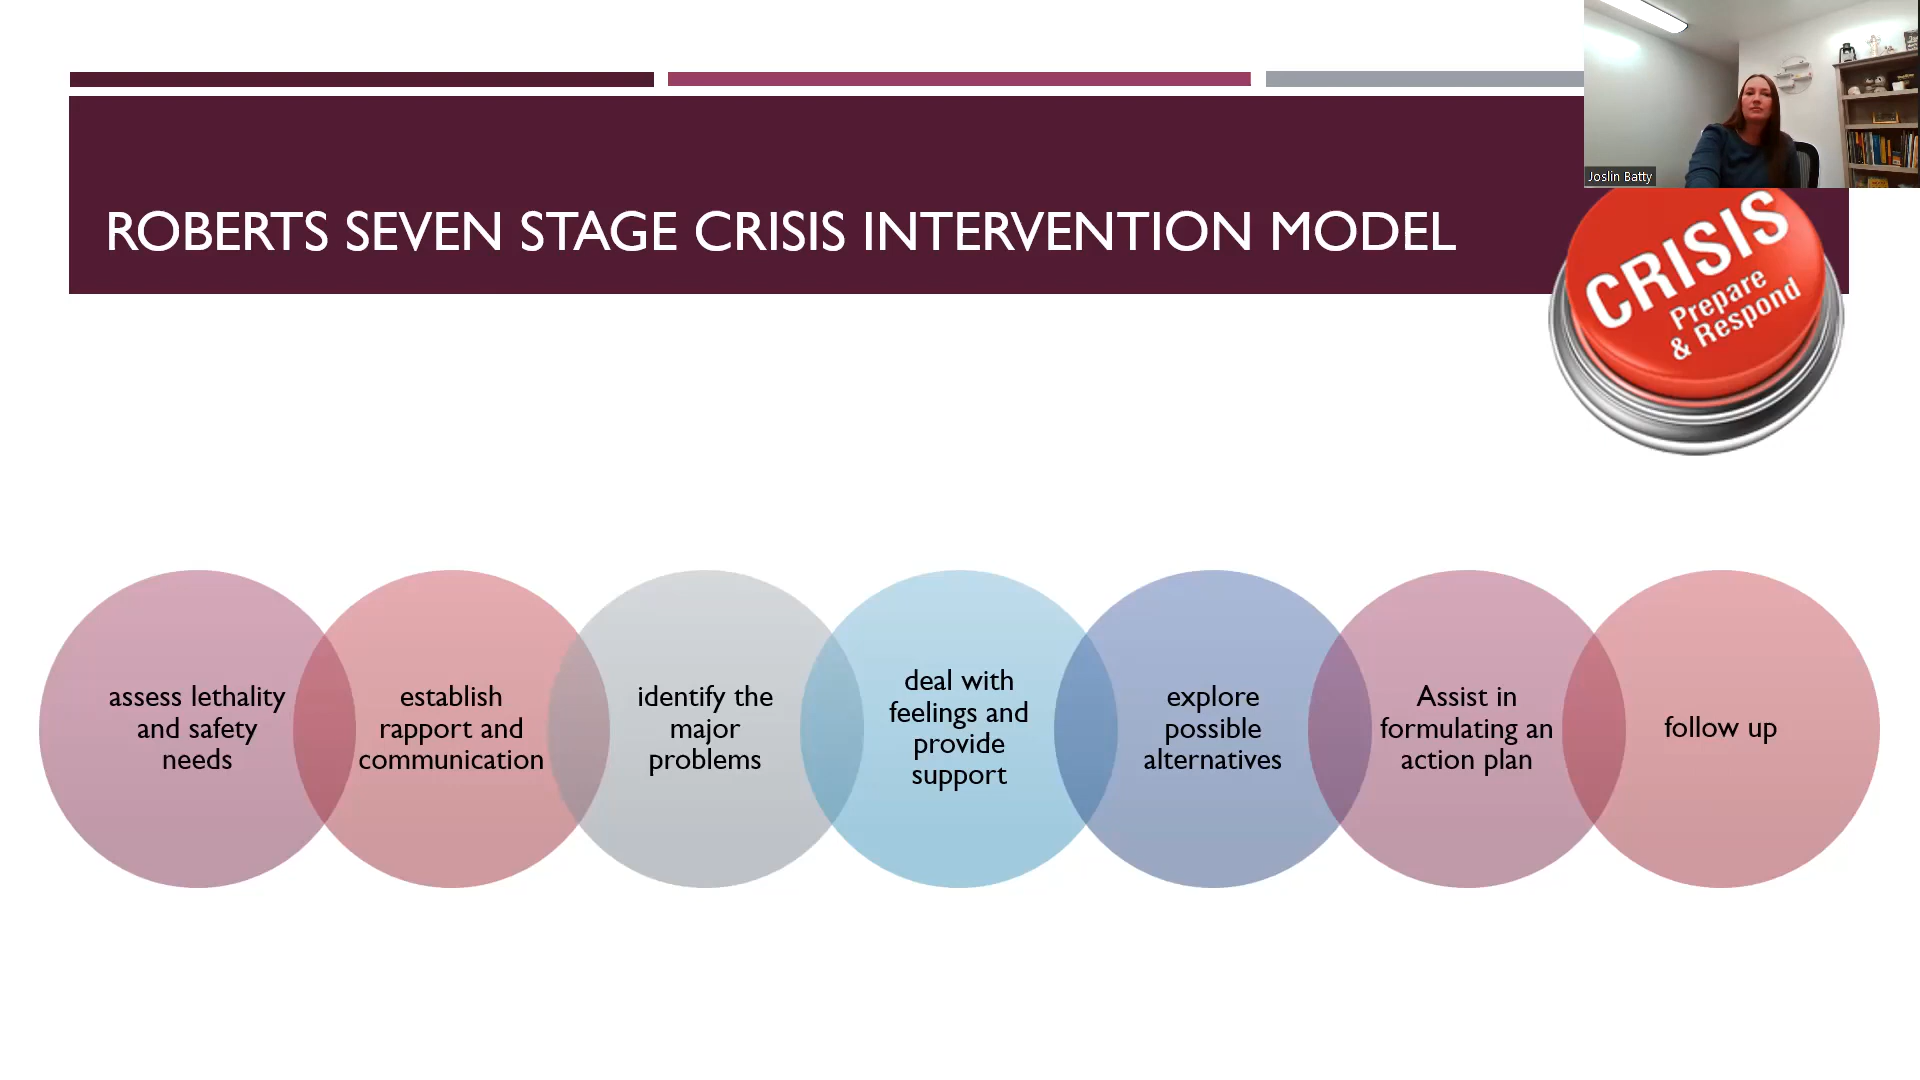 Joslin Batty
ROBERTS SEVEN STAGE CRISIS INTERVENTION MODEL
CRISIS
Prepare
& Respond
assess lethality
and safety
needs
establish
rapport and
communication
identify the
major
problems
deal with
feelings and
provide
support
explore
possible
alternatives
Assist in
formulating an
action plan
follow up